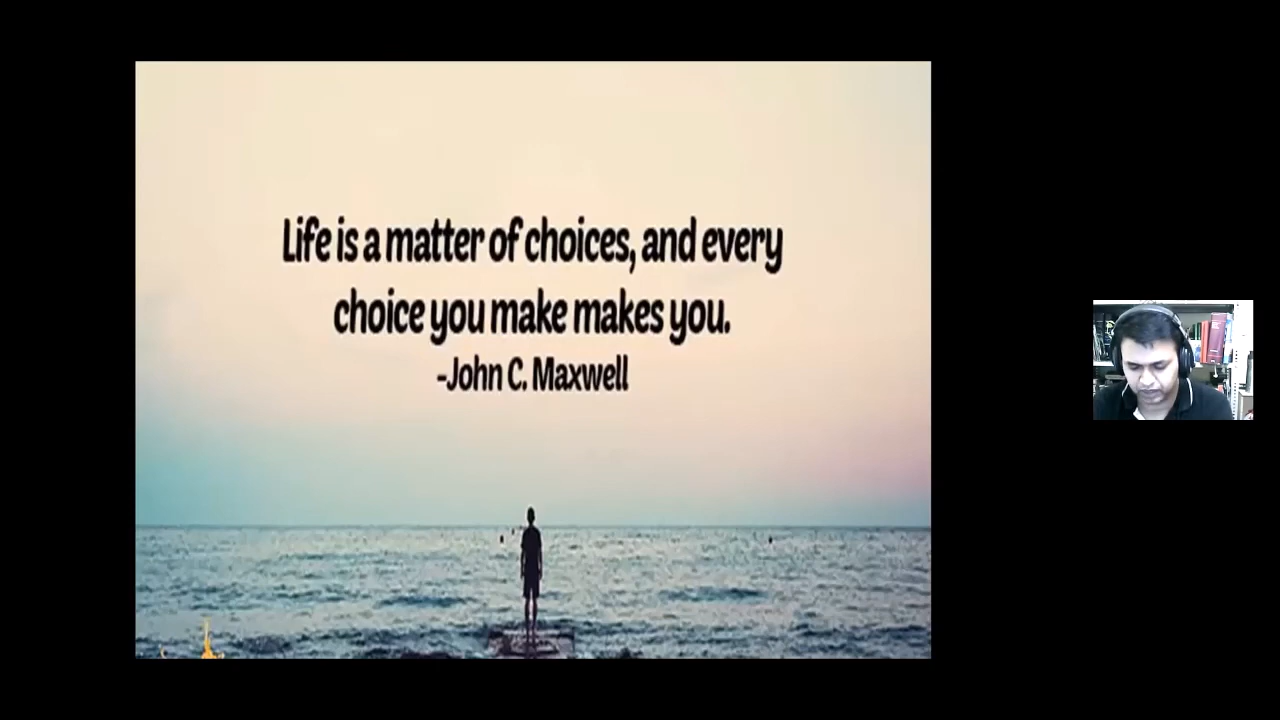 Life is a matter of choices, and every
choice you make makes you.
-John C. Maxwell